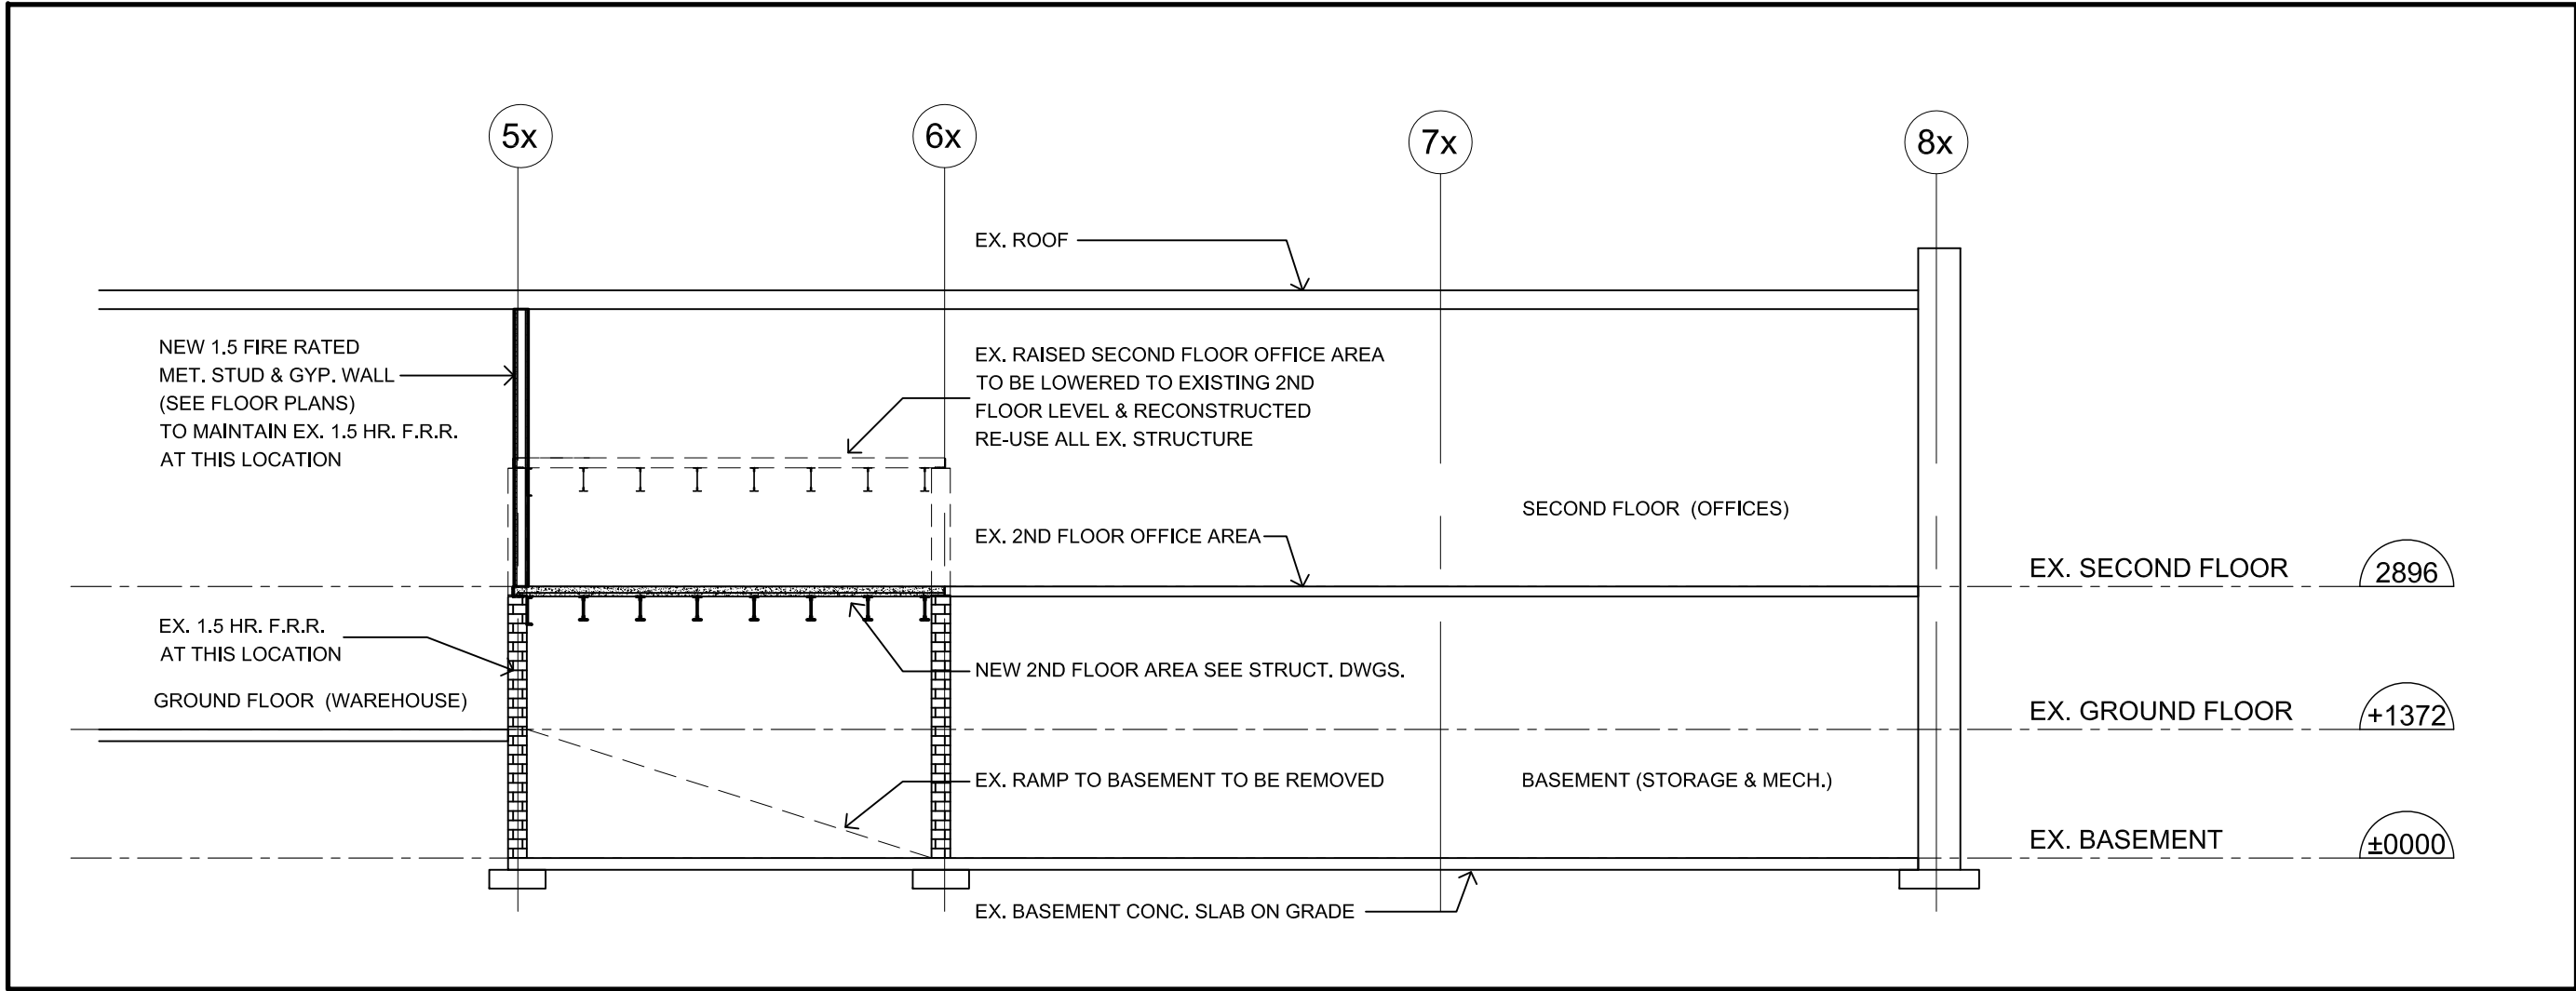 5x
6x
7x
8x
EX. ROOF
NEW 1.5 FIRE RATED
MET. STUD & GYP. WALL
(SEE FLOOR PLANS)
TO MAINTAIN EX. 1.5 HR. F.R.R.
AT THIS LOCATION
EX. RAISED SECOND FLOOR OFFICE AREA
TO BE LOWERED TO EXISTING 2ND
FLOOR LEVEL & RECONSTRUCTED
RE-USE ALL EX. STRUCTURE
SECOND FLOOR (OFFICES)
EX. 2ND FLOOR OFFICE AREA
EX. SECOND FLOOR
2896
EX. 1.5 HR. F.R.R.
AT THIS LOCATION
NEW 2ND FLOOR AREA SEE STRUCT. DWGS.
GROUND FLOOR (WAREHOUSE)
EX. GROUND FLOOR
+1372
EX. RAMP TO BASEMENT TO BE REMOVED
BASEMENT (STORAGE & MECH.)
EX. BASEMENT
±0000
EX. BASEMENT CONC. SLAB ON GRADE